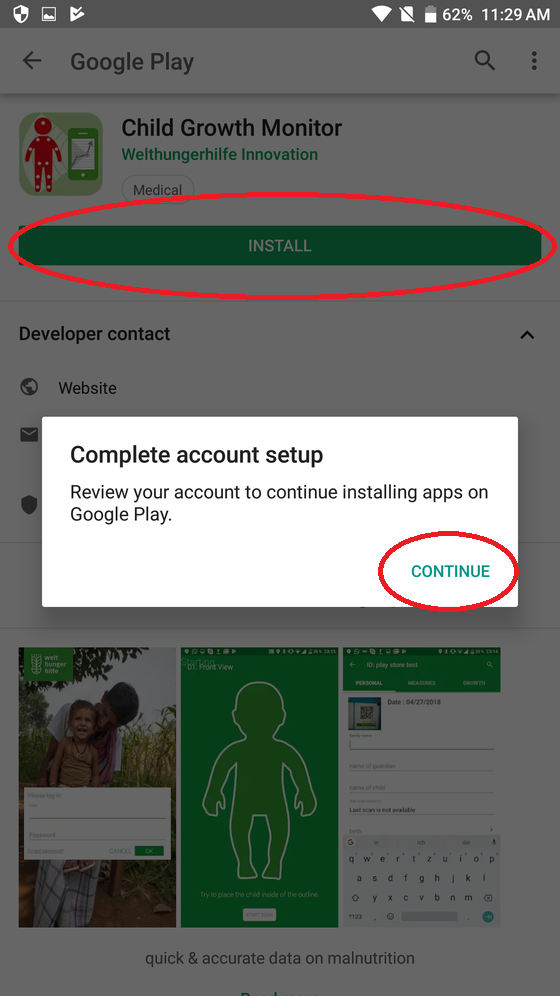 62% 11:29 AM
Google Play
Child Growth Monitor
Welthungerhilfe Innovation
Medical
INSTALL
Developer contact
Website
Complete account setup
Review your account to continue installing apps on
Google Play.
CONTINUE
welt
hunger
hilfe
Please log in:
Password
CANCEL
OK
01. Front View
Try to place the child inside of the outline.
ID: play store test
PERSONAL MEASURES GROWTH
Date : 04/27/2018
name of guardian
name of child
Last scan is not available
birth
q w e r t z u i o p
a s d f g h j k l
y x c v b n m
?123
quick & accurate data on malnutrition